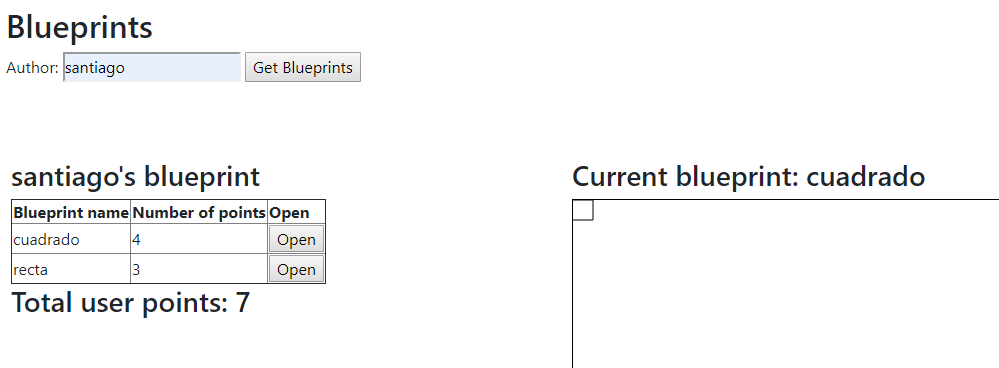 Blueprints
Author: santiago Get Blueprints
santiago's blueprint
Blueprint name Number of points Open
cuadrado 4 Open
recta 3 Open
Total user points: 7
Current blueprint: cuadrado